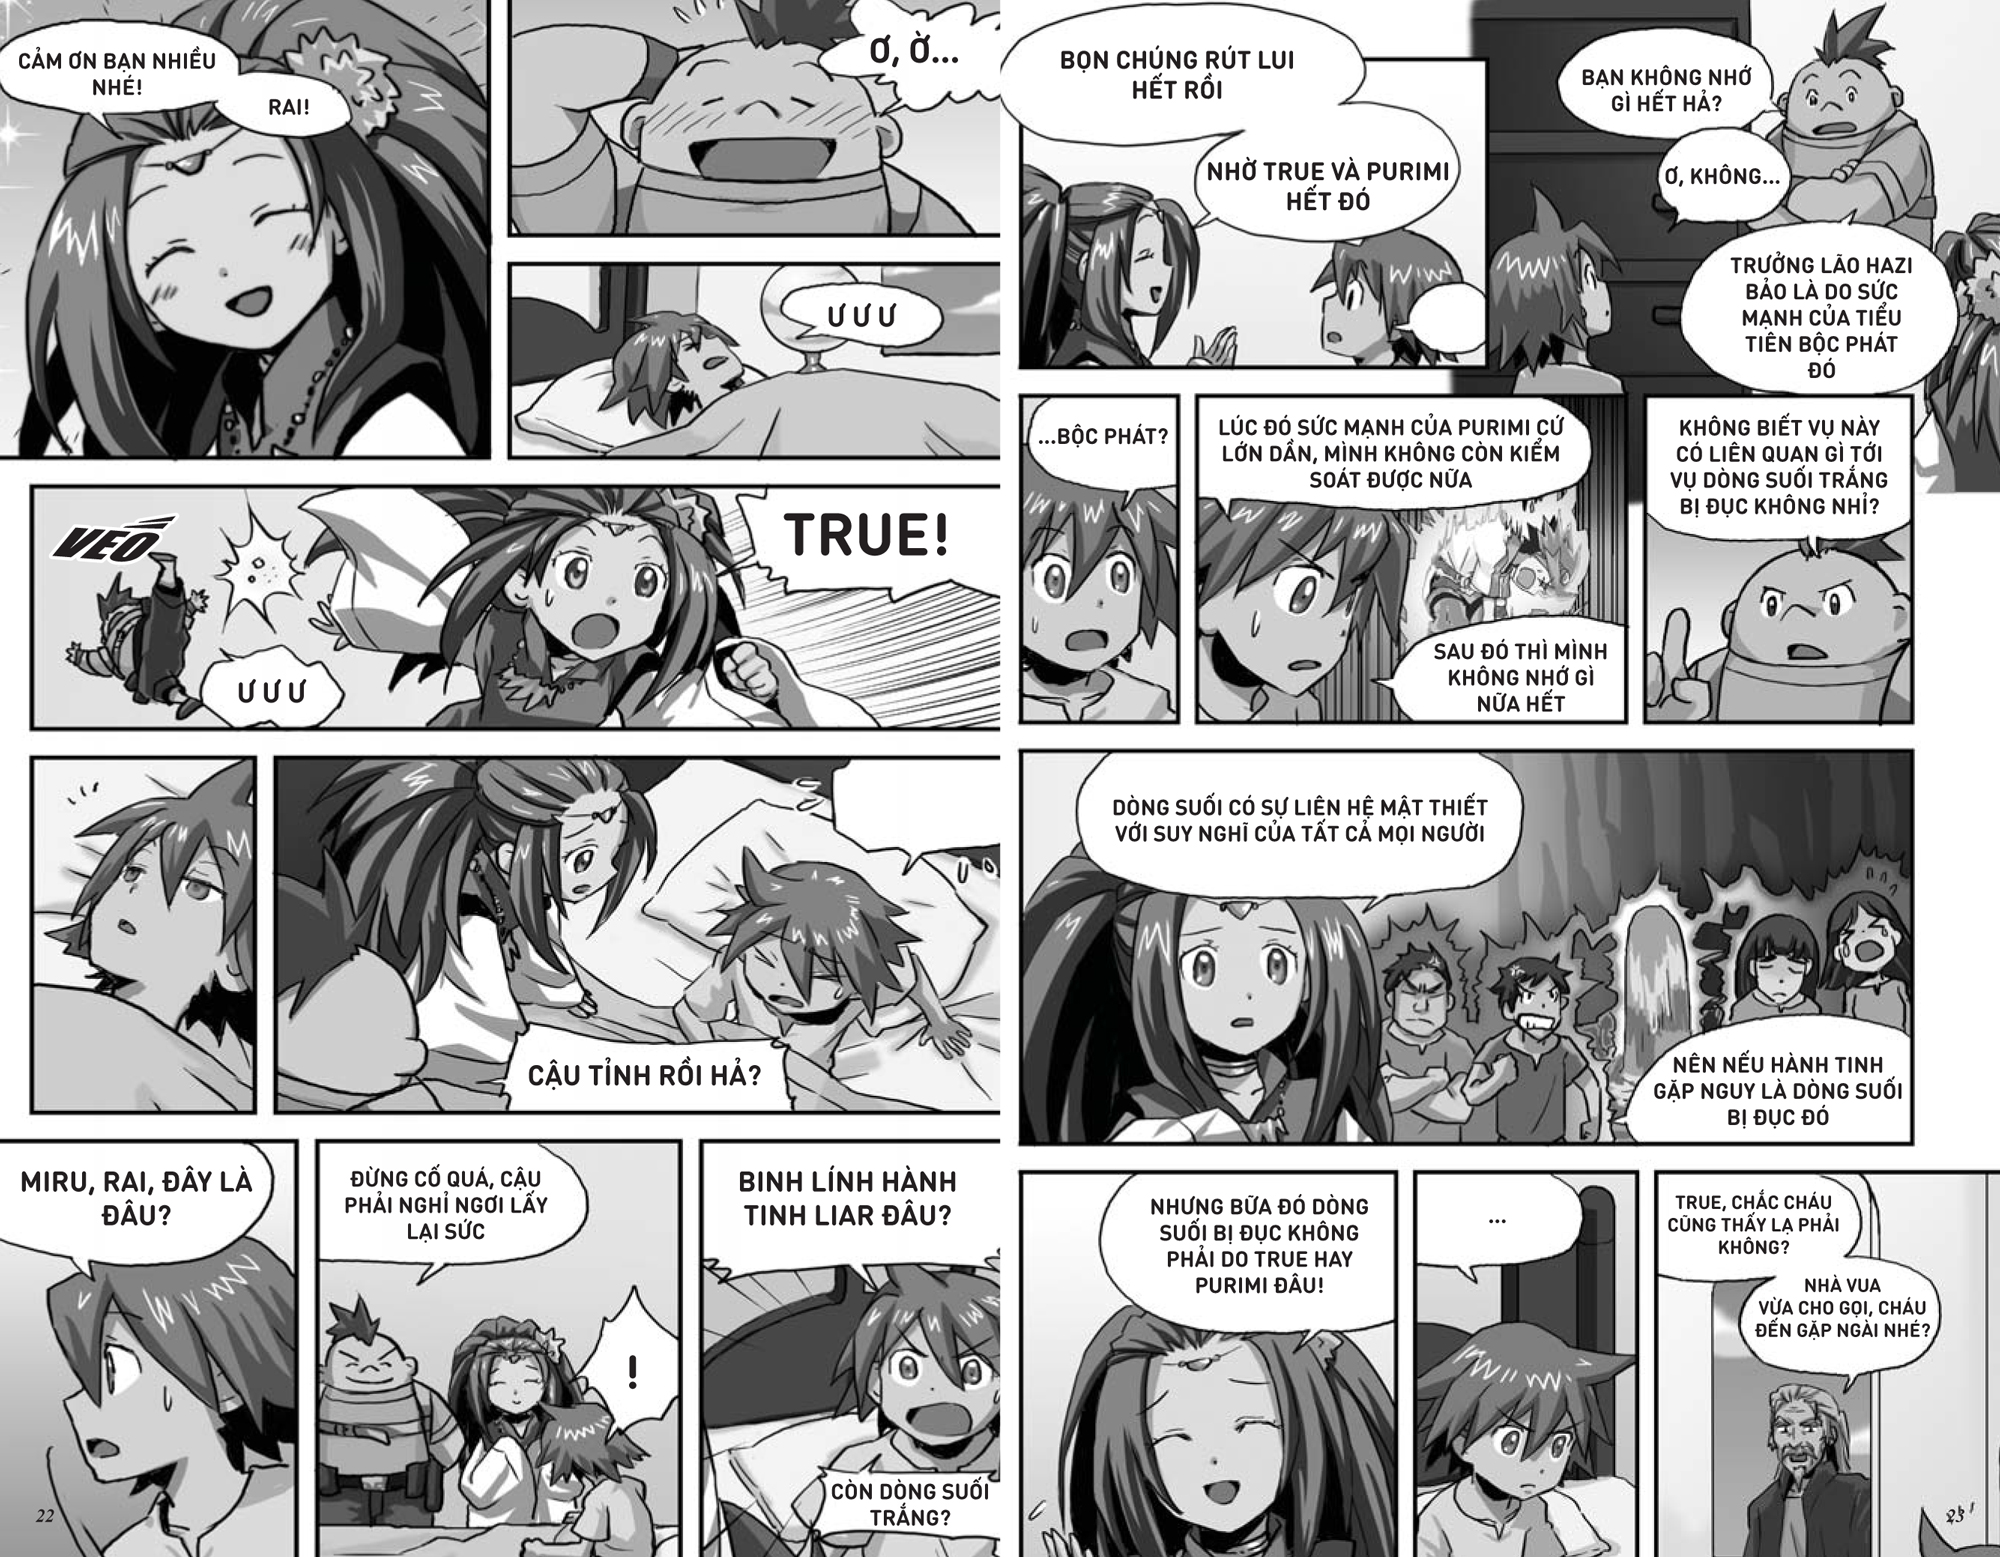 CẢM ƠN BẠN NHIỀU
NHÉ!
RAI!
Ơ, Ờ...
Ư Ư Ư
VÈO
Ư Ư Ư
TRUE!
CẬU TỈNH RỒI HẢ?
MIRU, RAI, ĐÂY LÀ
ĐÂU?
ĐỪNG CỐ QUÁ, CẬU
PHẢI NGHỈ NGƠI LẤY
LẠI SỨC
!
BINH LÍNH HÀNH
TINH LIAR ĐÂU?
CÒN DÒNG SUỐI
TRẮNG?
22
BỌN CHÚNG RÚT LUI
HẾT RỒI
NHỜ TRUE VÀ PURIMI
HẾT ĐÓ
BẠN KHÔNG NHỚ
GÌ HẾT HẢ?
Ơ, KHÔNG...
TRƯỞNG LÃO HAZI
BẢO LÀ DO SỨC
MẠNH CỦA TIỂU
TIÊN BỘC PHÁT
ĐÓ
...BỘC PHÁT?
LÚC ĐÓ SỨC MẠNH CỦA PURIMI CỨ
LỚN DẦN, MÌNH KHÔNG CÒN KIỂM
SOÁT ĐƯỢC NỮA
SAU ĐÓ THÌ MÌNH
KHÔNG NHỚ GÌ
NỮA HẾT
KHÔNG BIẾT VỤ NÀY
CÓ LIÊN QUAN GÌ TỚI
VỤ DÒNG SUỐI TRẮNG
BỊ ĐỤC KHÔNG NHỈ?
DÒNG SUỐI CÓ SỰ LIÊN HỆ MẬT THIẾT
VỚI SUY NGHĨ CỦA TẤT CẢ MỌI NGƯỜI
NÊN NẾU HÀNH TINH
GẶP NGUY LÀ DÒNG SUỐI
BỊ ĐỤC ĐÓ
NHƯNG BỮA ĐÓ DÒNG
SUỐI BỊ ĐỤC KHÔNG
PHẢI DO TRUE HAY
PURIMI ĐÂU!
...
TRUE, CHẮC CHÁU
CŨNG THẤY LẠ PHẢI
KHÔNG?
NHÀ VUA
VỪA CHO GỌI, CHÁU
ĐẾN GẶP NGÀI NHÉ?
23